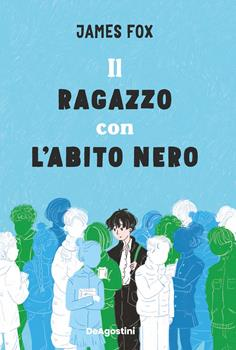 JAMES FOX
Il
RAGAZZO
con
L'ABITO NERO
DeAgostini